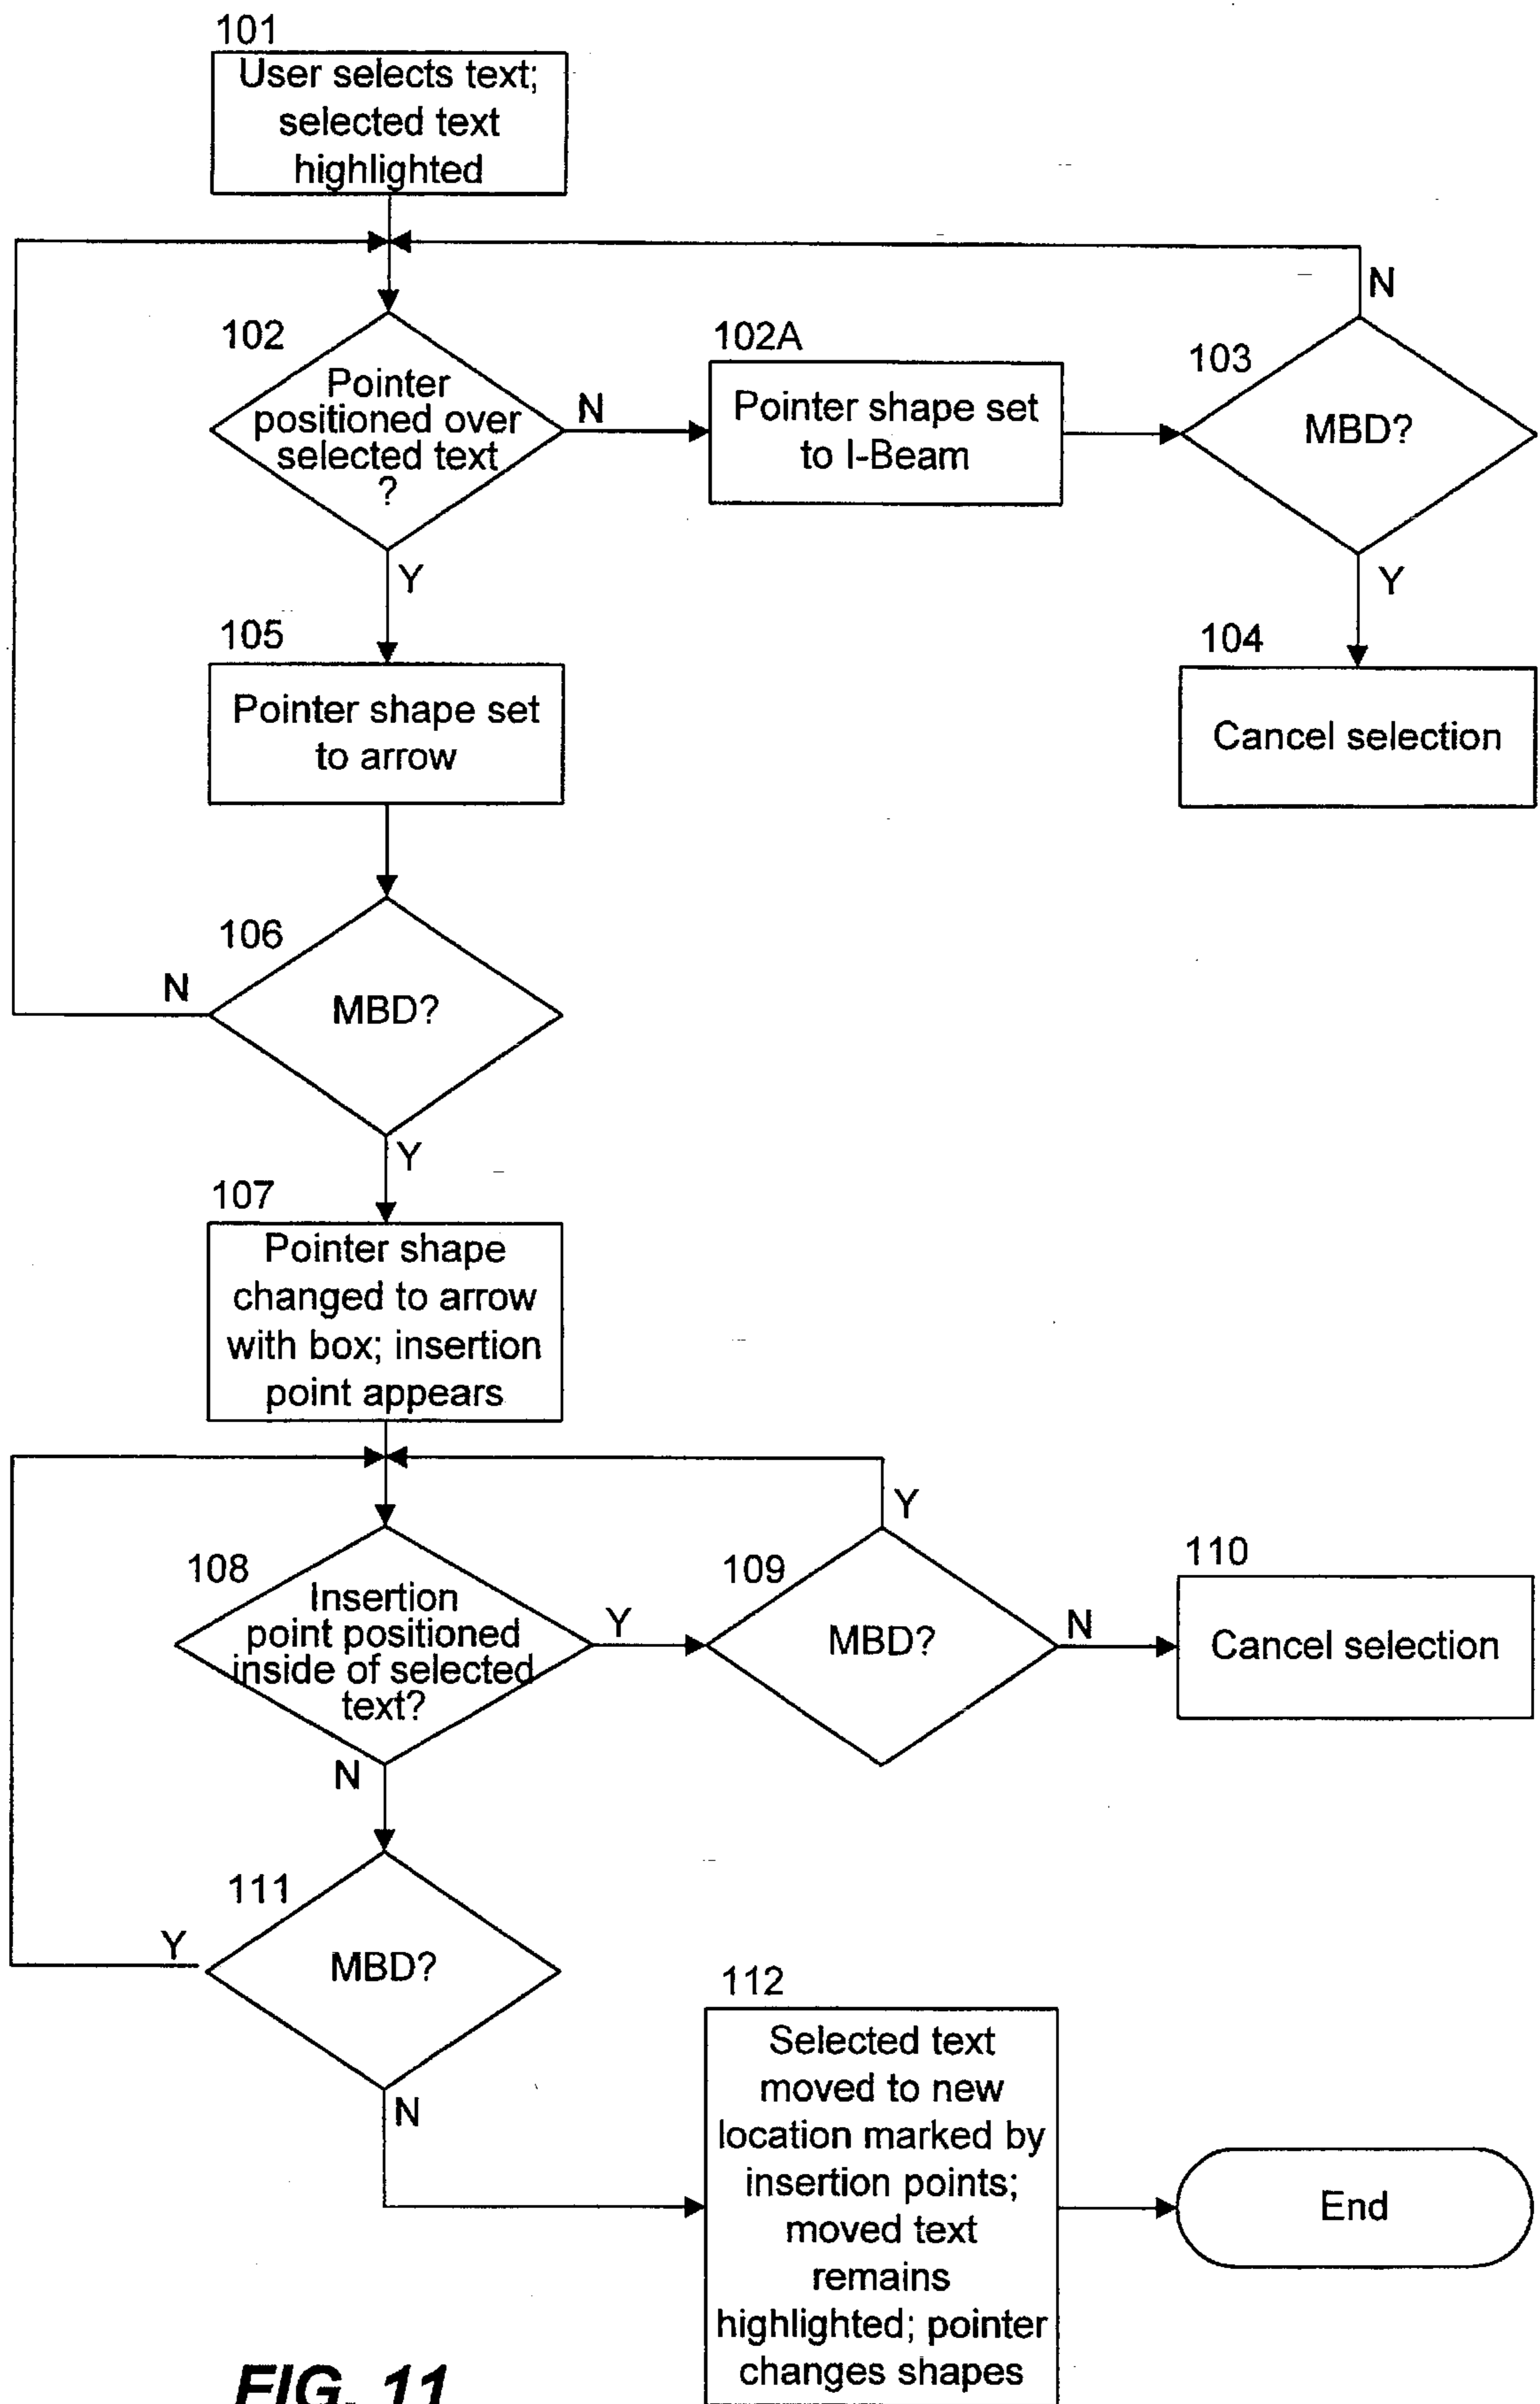 101
User selects text;
selected text
highlighted
N
102
Pointer
positioned over
selected text
?
N
102A
Pointer shape set
to I-Beam
103
MBD?
Y
Y
104
Cancel selection
105
Pointer shape set
to arrow
106
N
MBD?
Y
107
Pointer shape
changed to arrow
with box; insertion
point appears
Y
108
Insertion
point positioned
inside of selected
text?
Y
109
MBD?
N
110
Cancel selection
N
111
Y
MBD?
N
112
Selected text
moved to new
location marked by
insertion points;
moved text
remains
highlighted; pointer
changes shapes
End
FIG. 11